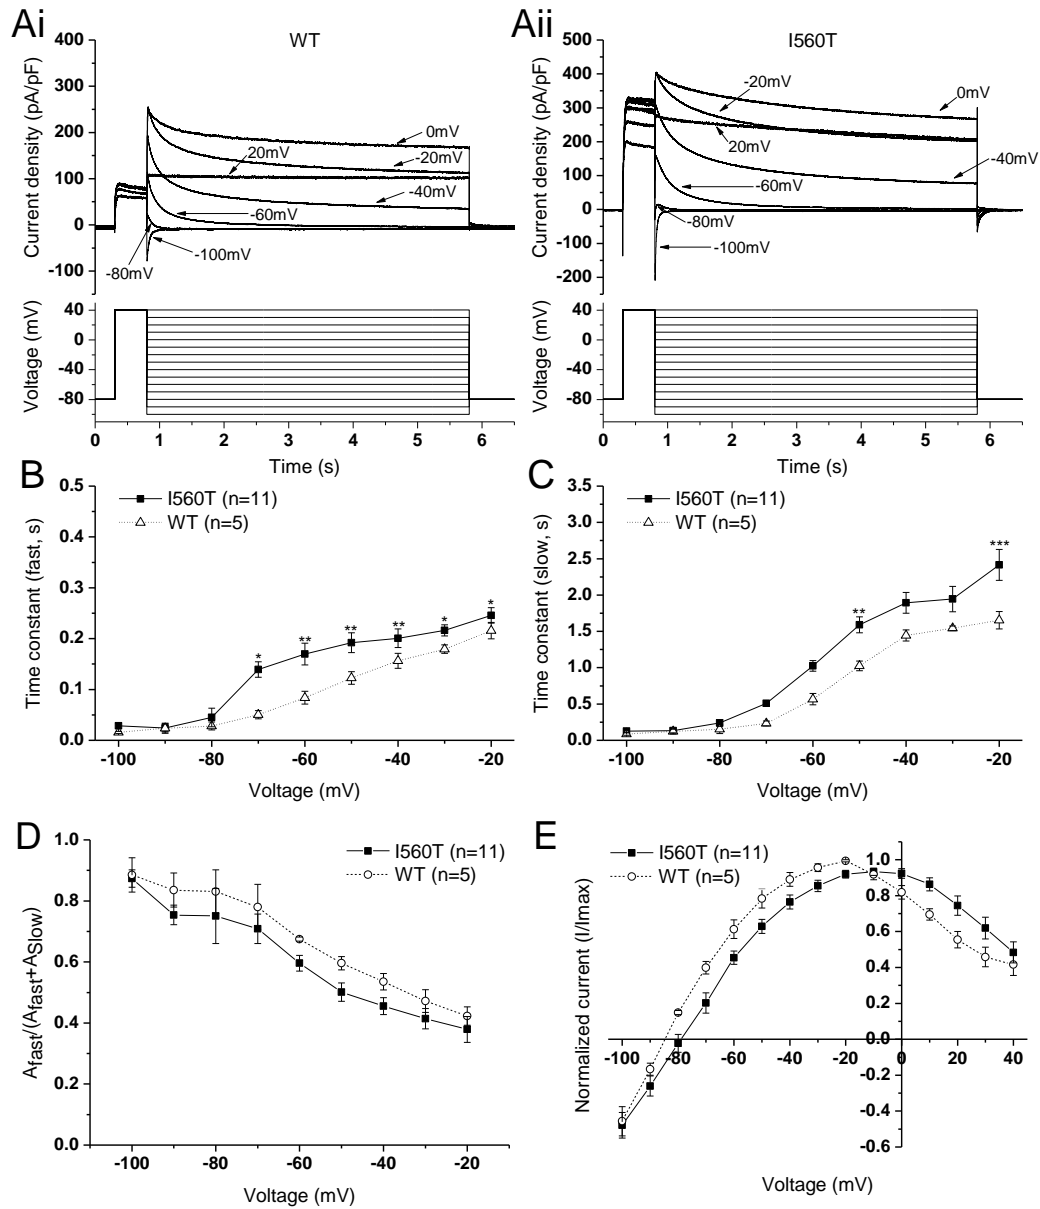 Ai
WT
Current density (pA/pF)
400
300
200
100
0
-100
0mV
20mV
-20mV
-40mV
-60mV
-80mV
-100mV
Voltage (mV)
40
0
-40
-80
0 1 2 3 4 5 6
Time (s)
Aii
I560T
Current density (pA/pF)
500
400
300
200
100
0
-100
-200
-20mV
0mV
20mV
-40mV
-60mV
-80mV
-100mV
Voltage (mV)
40
0
-40
-80
0 1 2 3 4 5 6
Time (s)
B
I560T (n=11)
WT (n=5)
Time constant (fast, s)
0.5
0.4
0.3
0.2
0.1
0.0
* ** ** ** * *
-100 -80 -60 -40 -20
Voltage (mV)
C
I560T (n=11)
WT (n=5)
Time constant (slow, s)
3.5
3.0
2.5
2.0
1.5
1.0
0.5
0.0
** ***
-100 -80 -60 -40 -20
Voltage (mV)
D
I560T (n=11)
WT (n=5)
Afast/(Afast+ASlow)
1.0
0.8
0.6
0.4
0.2
0.0
-100 -80 -60 -40 -20
Voltage (mV)
E
I560T (n=11)
WT (n=5)
Normalized current (I/Imax)
1.0
0.8
0.6
0.4
0.2
0.0
-0.2
-0.4
-0.6
-100 -80 -60 -40 -20 0 20 40
Voltage (mV)